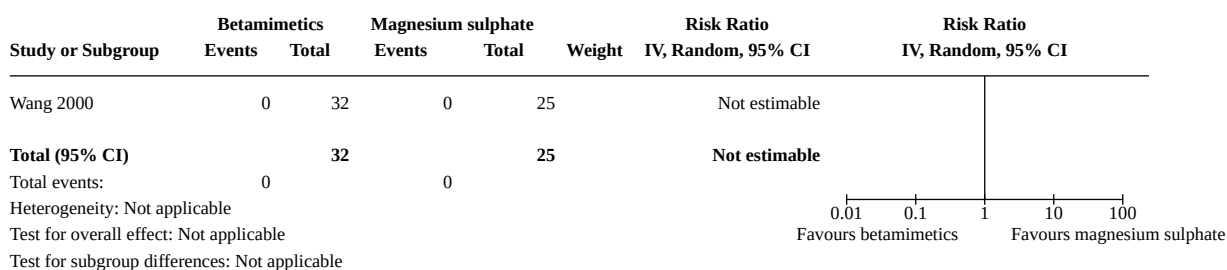 Betamimetics Magnesium sulphate Risk Ratio Risk Ratio
Study or Subgroup Events Total Events Total Weight IV, Random, 95% CI IV, Random, 95% CI
Wang 2000 0 32 0 25 Not estimable
Total (95% CI) 32 25 Not estimable
Total events: 0 0
Heterogeneity: Not applicable
0.01 0.1 1 10 100
Test for overall effect: Not applicable Favours betamimetics Favours magnesium sulphate
Test for subgroup differences: Not applicable